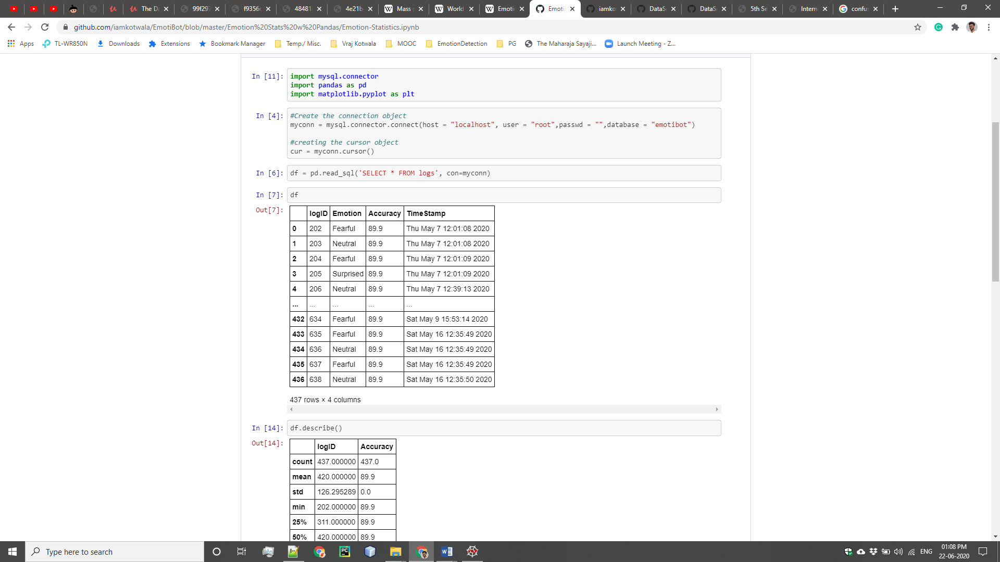 The Da
99f297
f9356c
48481
4e21b
Mass
World
Emotic
Emotil
iamko
DataS
DataS
5th Se
Intern
confus
github.com/iamkotwala/EmotiBot/blob/master/Emotion%20Stats%20w%20Pandas/Emotion-Statistics.ipynb
Apps
TL-WR850N
Downloads
Extensions
Bookmark Manager
Temp./ Misc.
Vraj Kotwala
MOOC
EmotionDetection
PG
The Maharaja Sayaji...
Launch Meeting - Z...
In [11]: import mysql.connector
import pandas as pd
import matplotlib.pyplot as plt
In [4]: #Create the connection object
myconn = mysql.connector.connect(host = "localhost", user = "root",passwd = "",database = "emotibot")
#creating the cursor object
cur = myconn.cursor()
In [6]: df = pd.read_sql('SELECT * FROM logs', con=myconn)
In [7]: df
Out[7]:
logID Emotion Accuracy TimeStamp
0 202 Fearful 89.9 Thu May 7 12:01:08 2020
1 203 Neutral 89.9 Thu May 7 12:01:08 2020
2 204 Fearful 89.9 Thu May 7 12:01:09 2020
3 205 Surprised 89.9 Thu May 7 12:01:09 2020
4 206 Neutral 89.9 Thu May 7 12:39:13 2020
... ... ... ... ...
432 634 Fearful 89.9 Sat May 9 15:53:14 2020
433 635 Fearful 89.9 Sat May 16 12:35:49 2020
434 636 Neutral 89.9 Sat May 16 12:35:49 2020
435 637 Fearful 89.9 Sat May 16 12:35:49 2020
436 638 Neutral 89.9 Sat May 16 12:35:50 2020
437 rows × 4 columns
In [14]: df.describe()
Out[14]:
logID Accuracy
count 437.000000 437.0
mean 420.000000 89.9
std 126.295289 0.0
min 202.000000 89.9
25% 311.000000 89.9
50% 420.000000 89.9
Type here to search
ENG
01:08 PM
22-06-2020